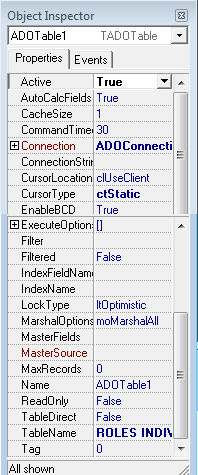 Object Inspector
ADOTable1 TADOTable
Properties Events
Active True
AutoCalcFields True
CacheSize 1
CommandTimeo 30
Connection ADOConnecti
ConnectionStrin
CursorLocation clUseClient
CursorType ctStatic
EnableBCD True
ExecuteOptions []
Filter
Filtered False
IndexFieldName
IndexName
LockType ltOptimistic
MarshalOptions moMarshalAll
MasterFields
MasterSource
MaxRecords 0
Name ADOTable1
ReadOnly False
TableDirect False
TableName ROLES INDIV
Tag 0
All shown